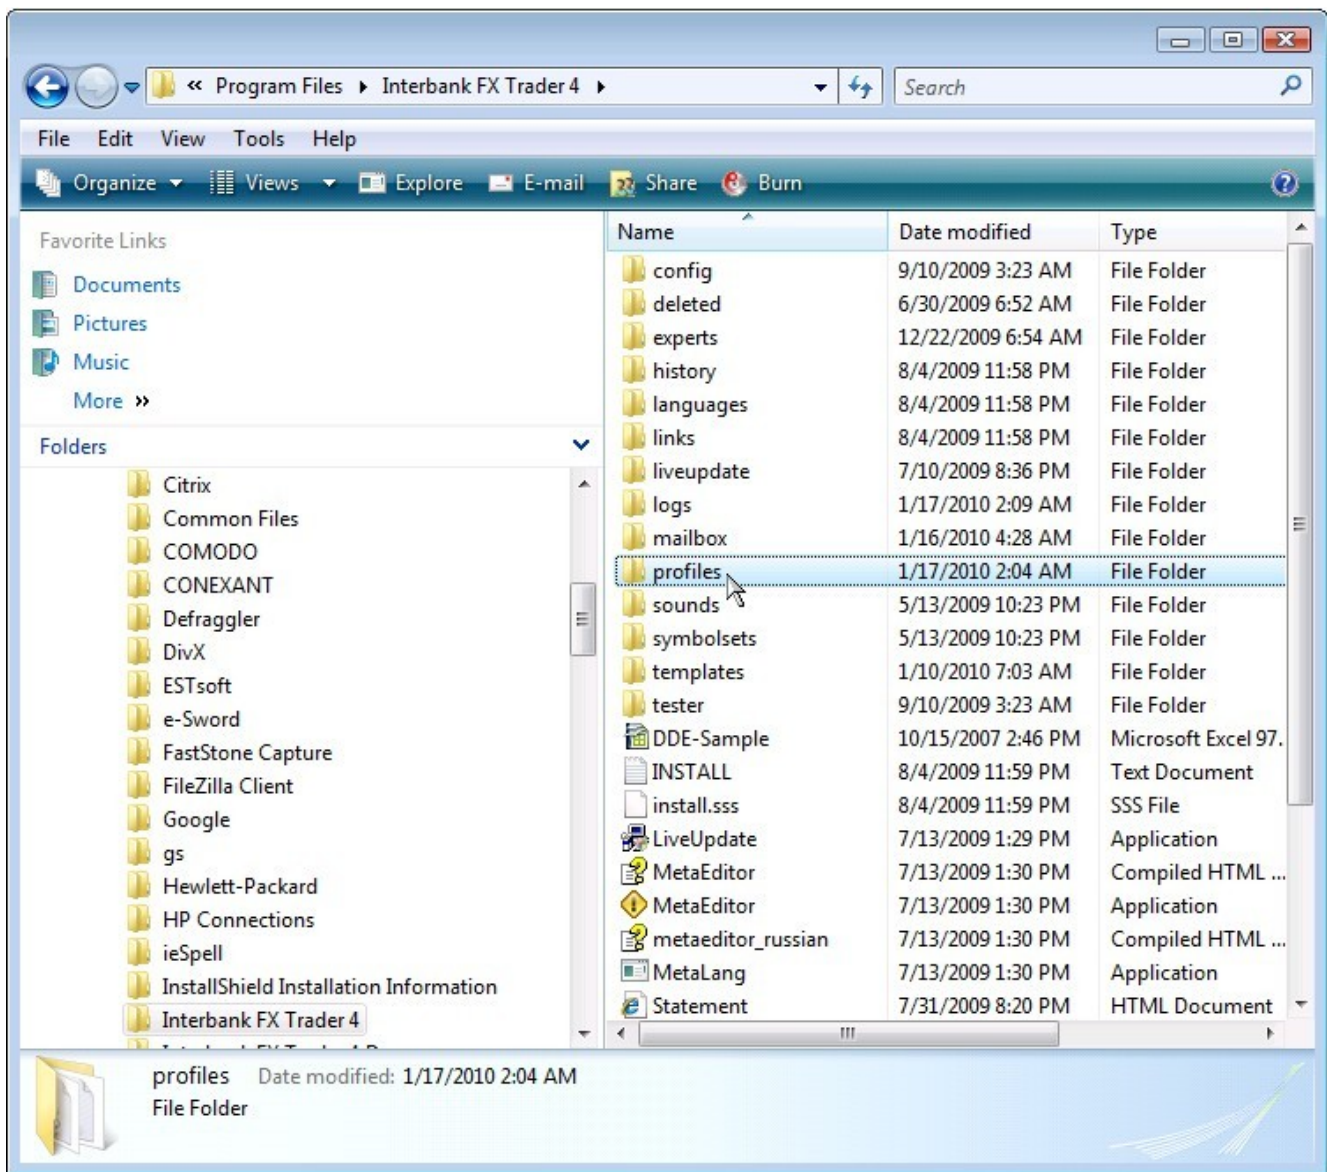 « Program Files ▸ Interbank FX Trader 4 ▸ Search
File Edit View Tools Help
Organize Views Explore E-mail Share Burn
Favorite Links
Documents
Pictures
Music
More »
Folders
Citrix
Common Files
COMODO
CONEXANT
Defraggler
DivX
ESTsoft
e-Sword
FastStone Capture
FileZilla Client
Google
gs
Hewlett-Packard
HP Connections
ieSpell
InstallShield Installation Information
Interbank FX Trader 4
Name Date modified Type
config 9/10/2009 3:23 AM File Folder
deleted 6/30/2009 6:52 AM File Folder
experts 12/22/2009 6:54 AM File Folder
history 8/4/2009 11:58 PM File Folder
languages 8/4/2009 11:58 PM File Folder
links 8/4/2009 11:58 PM File Folder
liveupdate 7/10/2009 8:36 PM File Folder
logs 1/17/2010 2:09 AM File Folder
mailbox 1/16/2010 4:28 AM File Folder
profiles 1/17/2010 2:04 AM File Folder
sounds 5/13/2009 10:23 PM File Folder
symbolsets 5/13/2009 10:23 PM File Folder
templates 1/10/2010 7:03 AM File Folder
tester 9/10/2009 3:23 AM File Folder
DDE-Sample 10/15/2007 2:46 PM Microsoft Excel 97.
INSTALL 8/4/2009 11:59 PM Text Document
install.sss 8/4/2009 11:59 PM SSS File
LiveUpdate 7/13/2009 1:29 PM Application
MetaEditor 7/13/2009 1:30 PM Compiled HTML ...
MetaEditor 7/13/2009 1:30 PM Application
metaeditor_russian 7/13/2009 1:30 PM Compiled HTML ...
MetaLang 7/13/2009 1:30 PM Application
Statement 7/31/2009 8:20 PM HTML Document
profiles Date modified: 1/17/2010 2:04 AM
File Folder